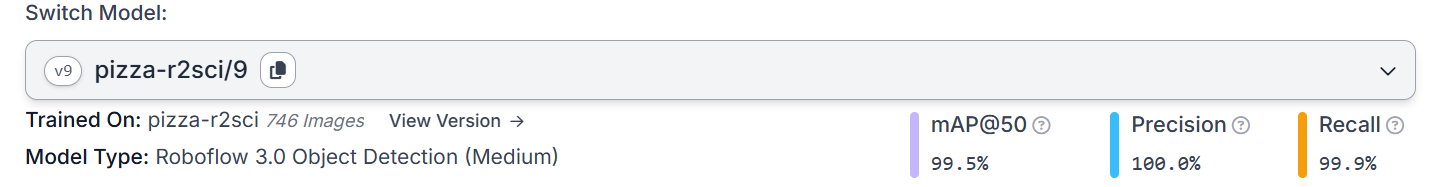 Switch Model:
v9 pizza-r2sci/9
Trained On: pizza-r2sci 746 Images View Version →
Model Type: Roboflow 3.0 Object Detection (Medium)
mAP@50 ?
99.5%
Precision ?
100.0%
Recall ?
99.9%